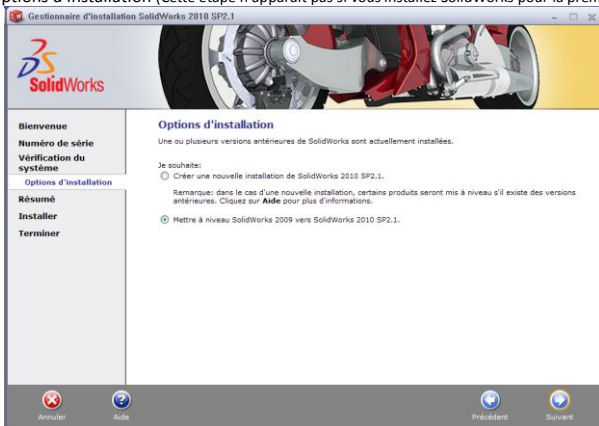 ptions d'installation (Cette étape n'apparaît pas si vous installez SolidWorks pour la prem
Gestionnaire d'installation SolidWorks 2010 SP2.1
SolidWorks
Bienvenue
Numéro de série
Vérification du
système
Options d'installation
Résumé
Installer
Terminer
Options d'installation
Une ou plusieurs versions antérieures de SolidWorks sont actuellement installées.
Je souhaite:
Créer une nouvelle installation de SolidWorks 2010 SP2.1.
Remarque: dans le cas d'une nouvelle installation, certains produits seront mis à niveau s'il existe des versions
antérieures. Cliquez sur Aide pour plus d'informations.
Mettre à niveau SolidWorks 2009 vers SolidWorks 2010 SP2.1.
Annuler
Aide
Précédent
Suivant